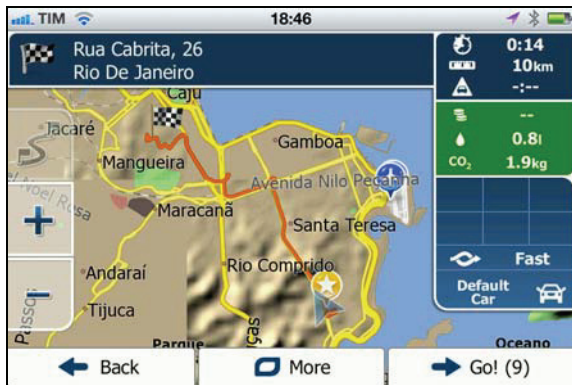 TIM
18:46
Rua Cabrita, 26
Rio De Janeiro
0:14
10km
-:--
--
0.8l
CO₂ 1.9kg
Fast
Default
Car
Caju
Jacaré
Gamboa
Mangueira
Avenida Nilo Peçanha
Noel Rosa
Maracanã
Santa Teresa
Rio Comprido
Andaraí
Tijuca
Oceano
Back
More
Go! (9)